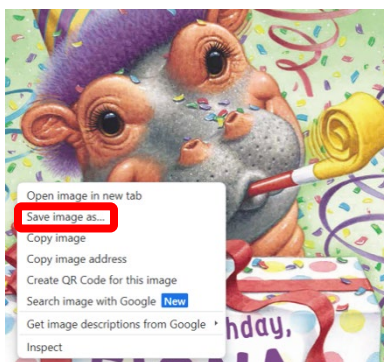 Open image in new tab
Save image as...
Copy image
Copy image address
Create QR Code for this image
Search image with Google New
Get image descriptions from Google
hday,
Inspect